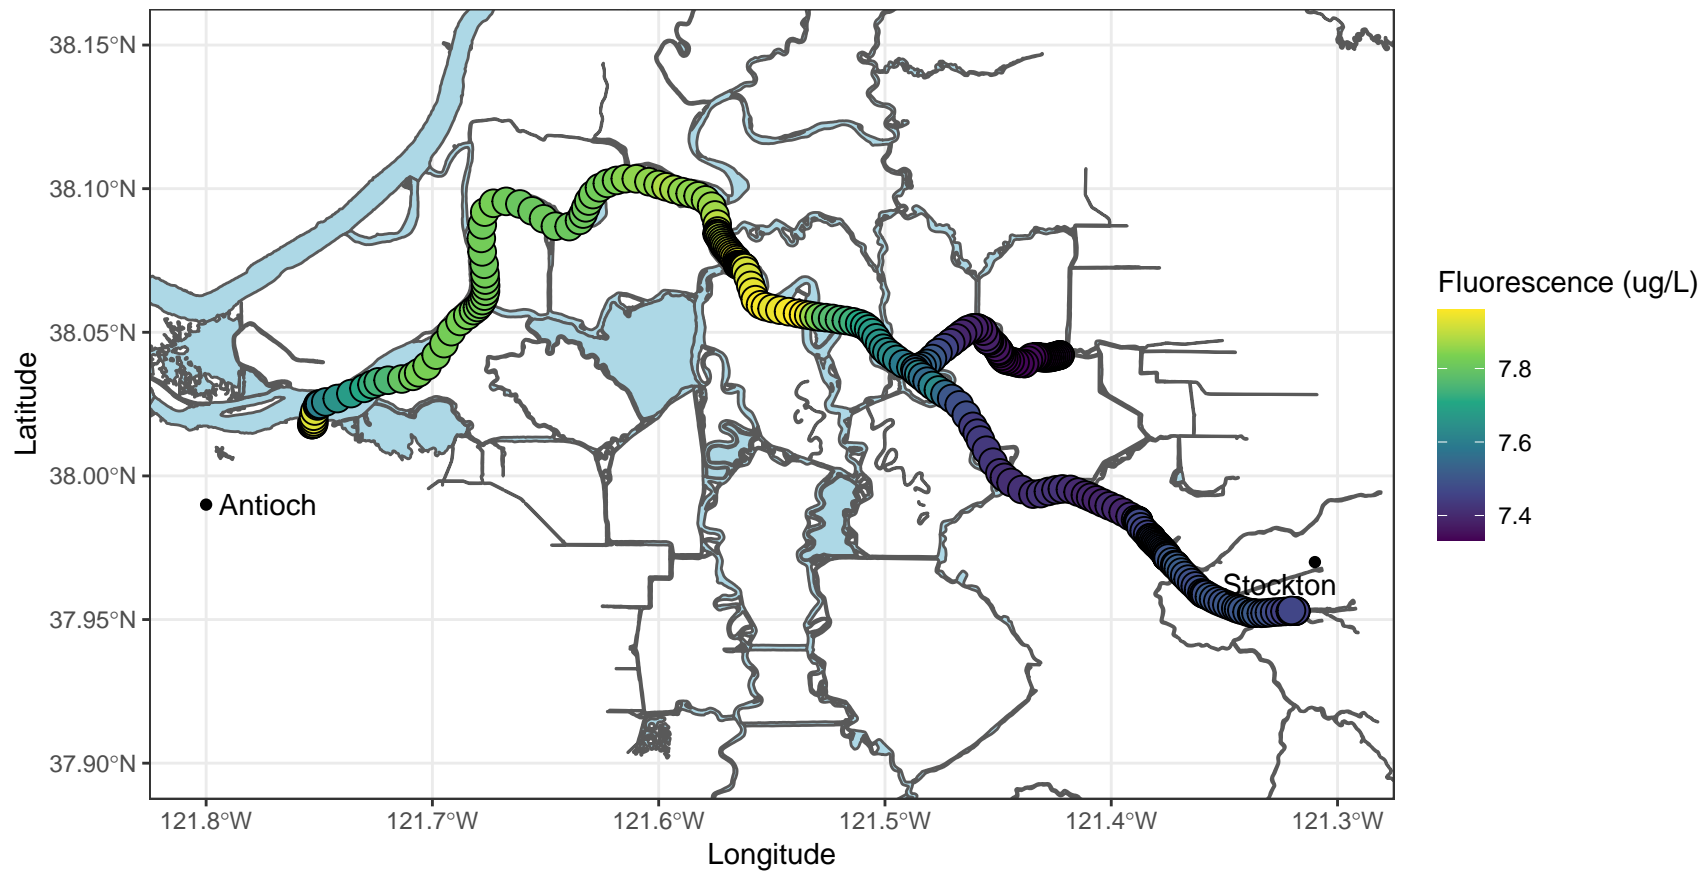 38.15°N
38.10°N
38.05°N
38.00°N
37.95°N
37.90°N
Latitude
Antioch
Stockton
121.8°W
121.7°W
121.6°W
121.5°W
121.4°W
121.3°W
Longitude
Fluorescence (ug/L)
7.8
7.6
7.4